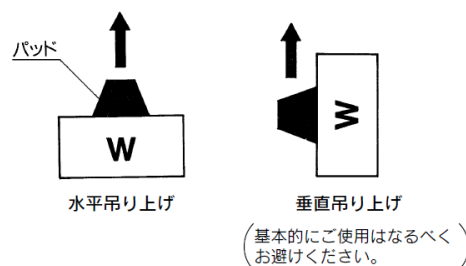 パッド
W
水平吊り上げ
W
垂直吊り上げ
(基本的にご使用はなるべく
お避けください。)